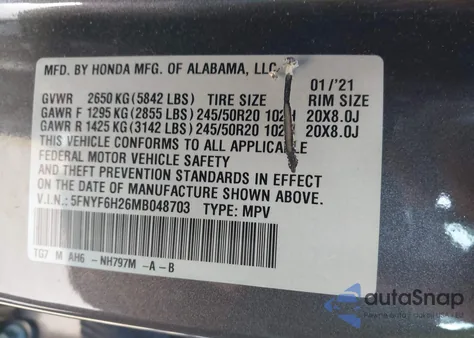 MFD. BY HONDA MFG. OF ALABAMA, LLC 01/'21
GVWR 2650 KG (5842 LBS) TIRE SIZE RIM SIZE
GAWR F 1295 KG (2855 LBS) 245/50R20 102H 20X8.0J
GAWR R 1425 KG (3142 LBS) 245/50R20 102H 20X8.0J
THIS VEHICLE CONFORMS TO ALL APPLICABLE
FEDERAL MOTOR VEHICLE SAFETY
AND THEFT PREVENTION STANDARDS IN EFFECT
ON THE DATE OF MANUFACTURE SHOWN ABOVE.
V.I.N.: 5FNYF6H26MB048703 TYPE: MPV
TG7 M AH6 -NH797M -A-B
autoSnap